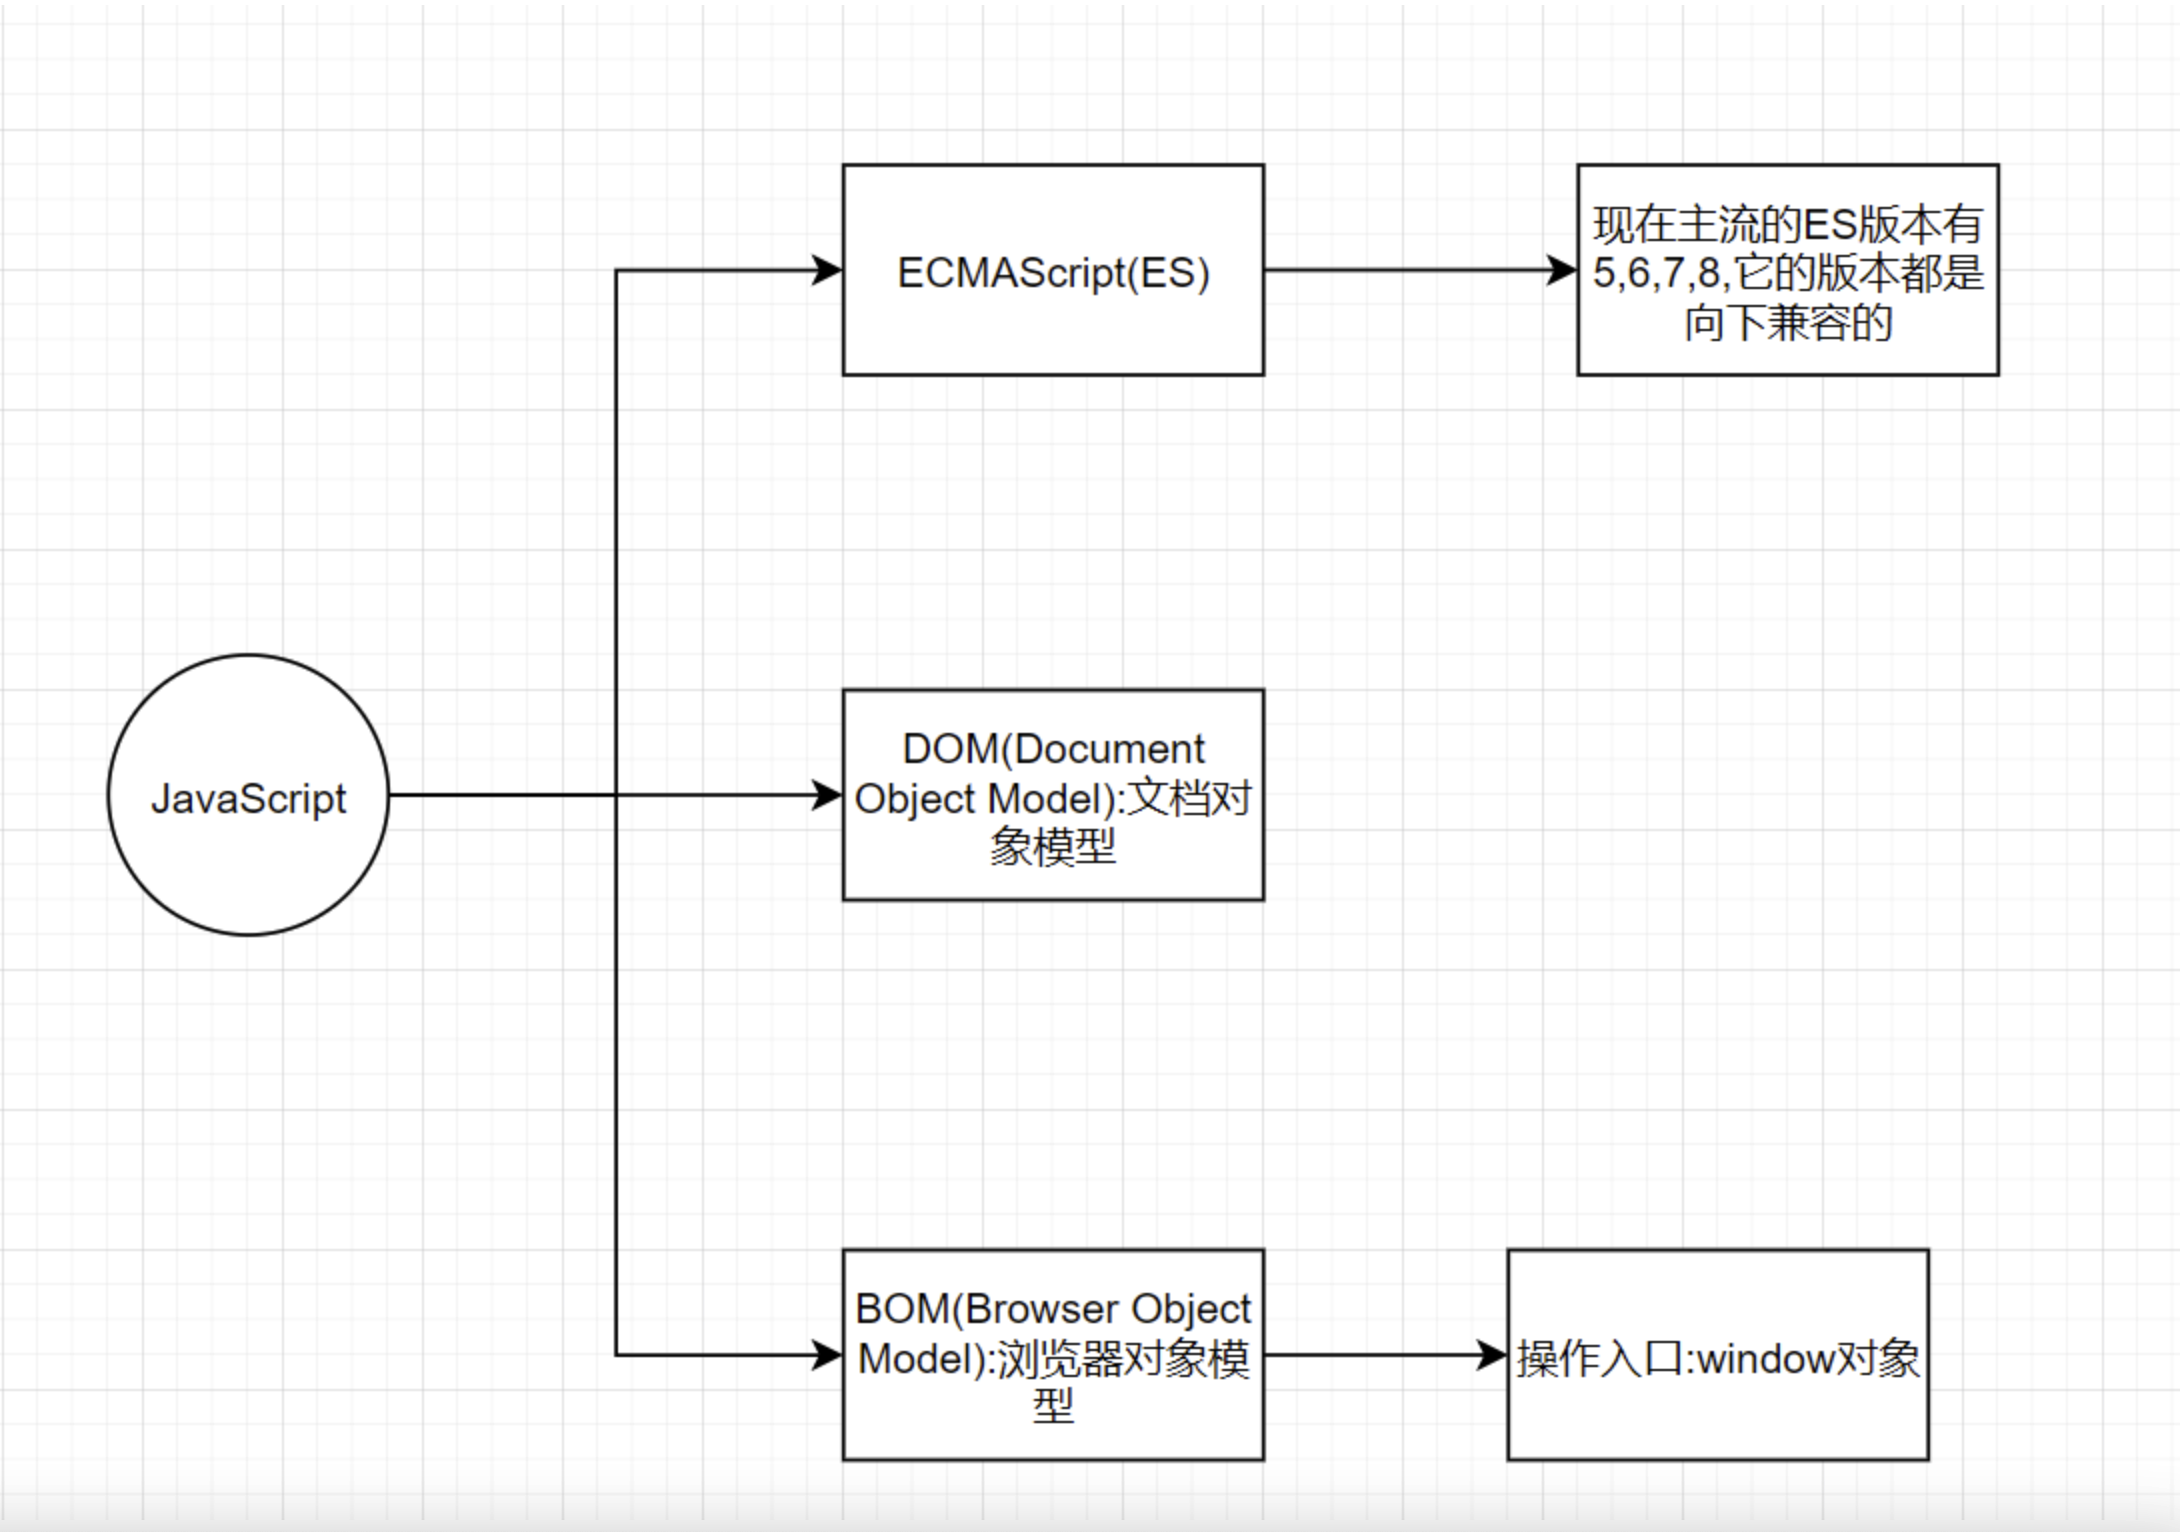 现在主流的ES版本有
ECMAScript(ES)
5,6,7,8,它的版本都是
向下兼容的
DOM(Document
JavaScript
Object Model):文档对
象模型
BOM(Browser Object
Model):浏览器对象模
型
操作入口:window对象